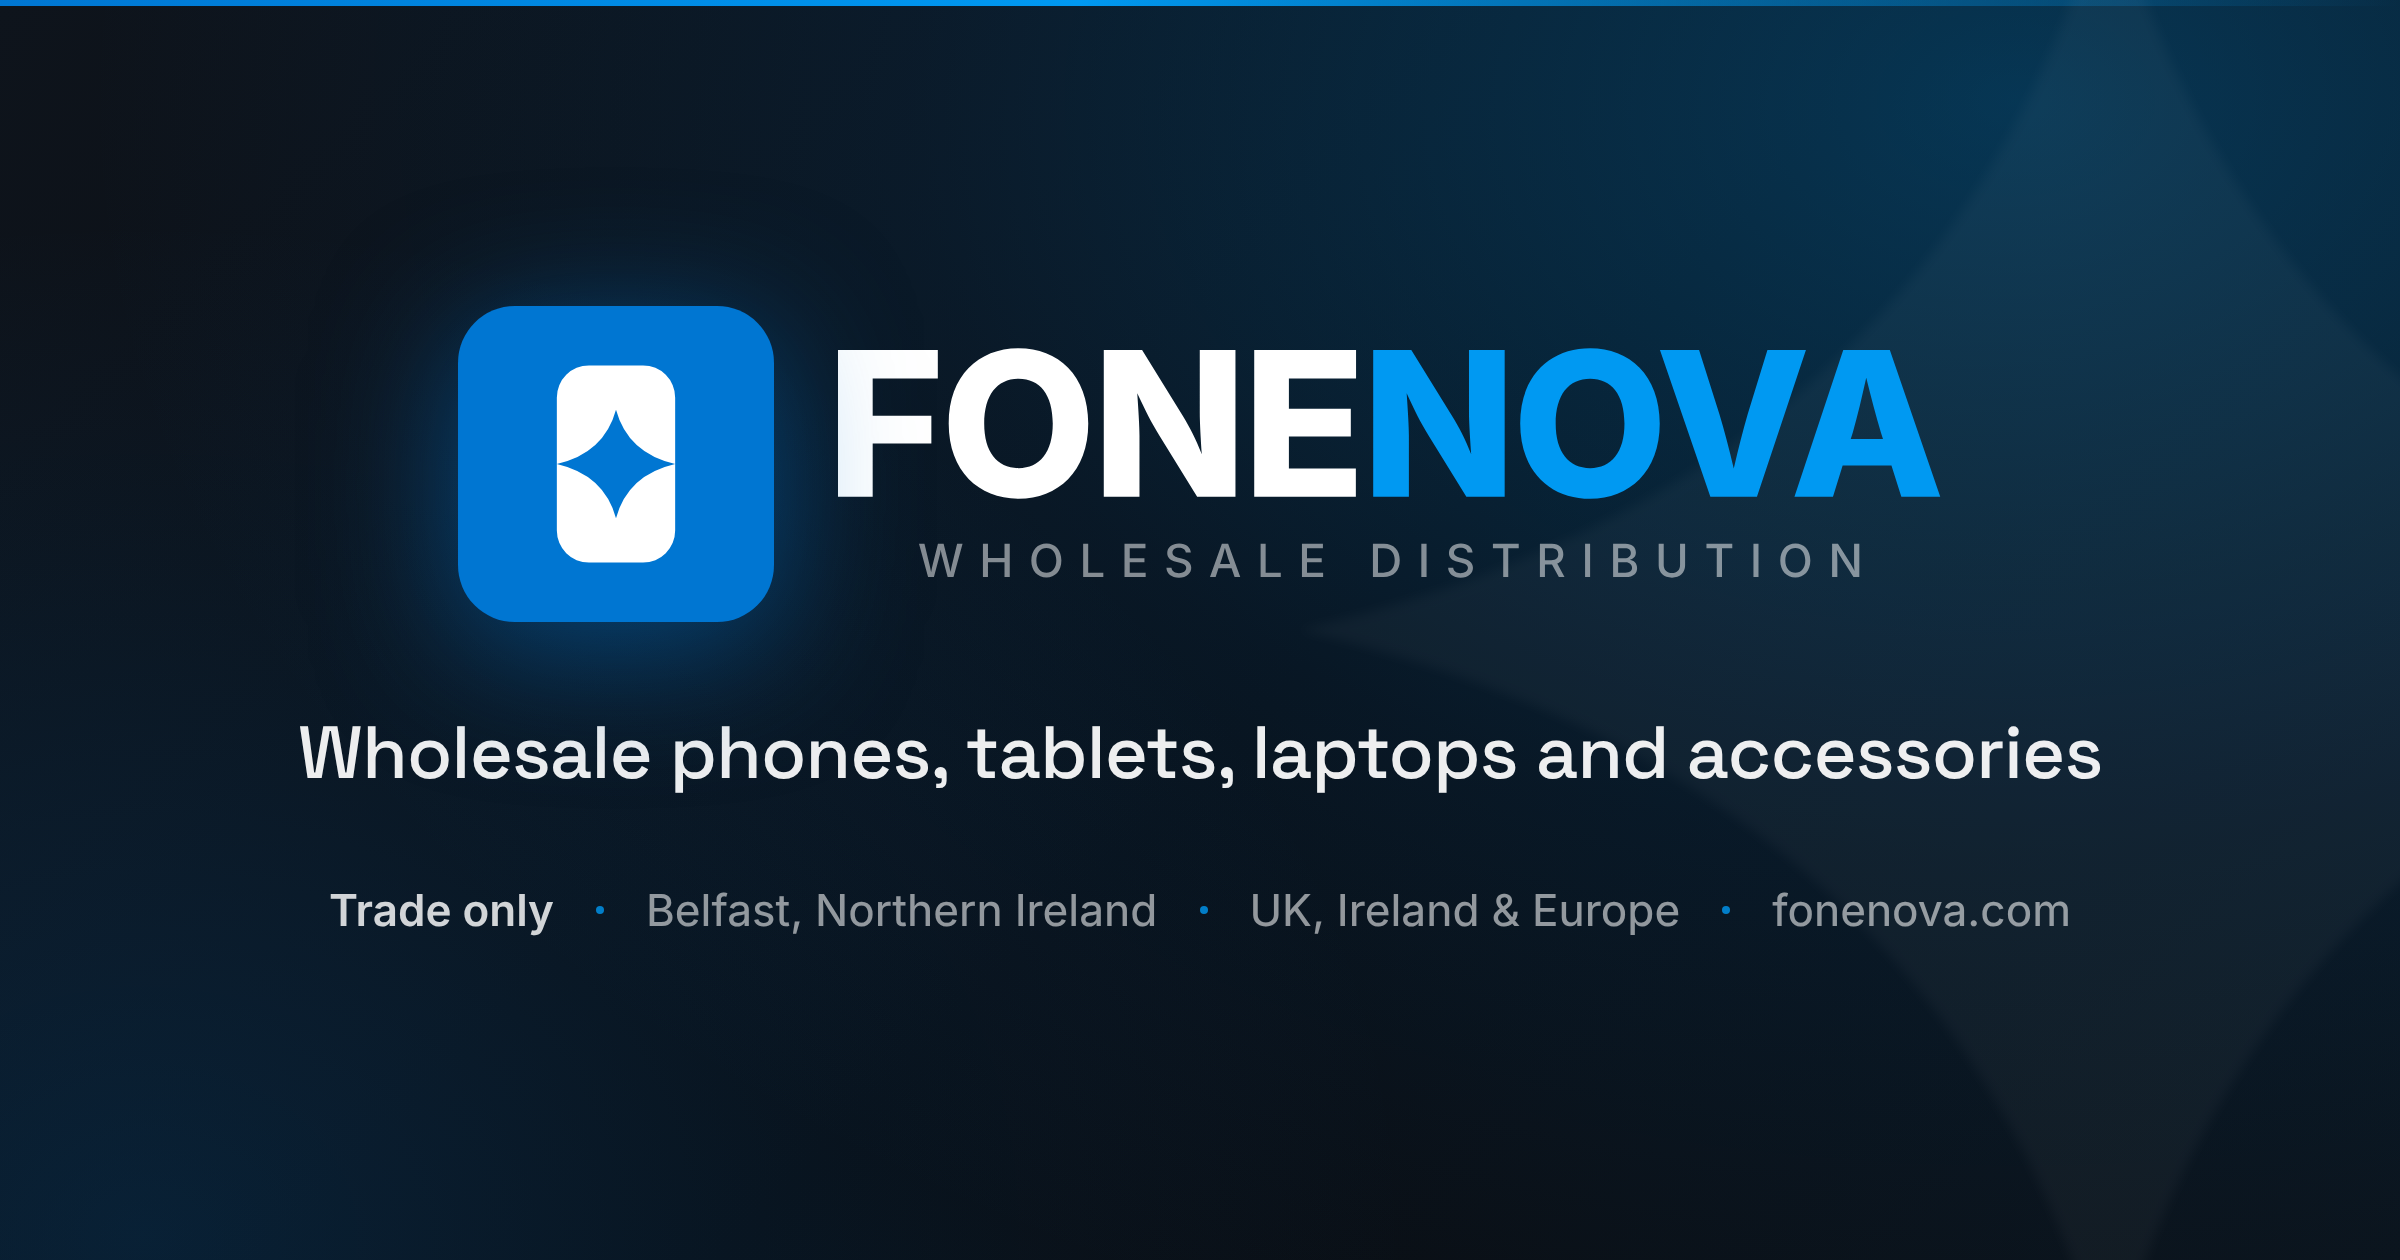 FONENOVA
WHOLESALE DISTRIBUTION
Wholesale phones, tablets, laptops and accessories
Trade only • Belfast, Northern Ireland • UK, Ireland & Europe • fonenova.com